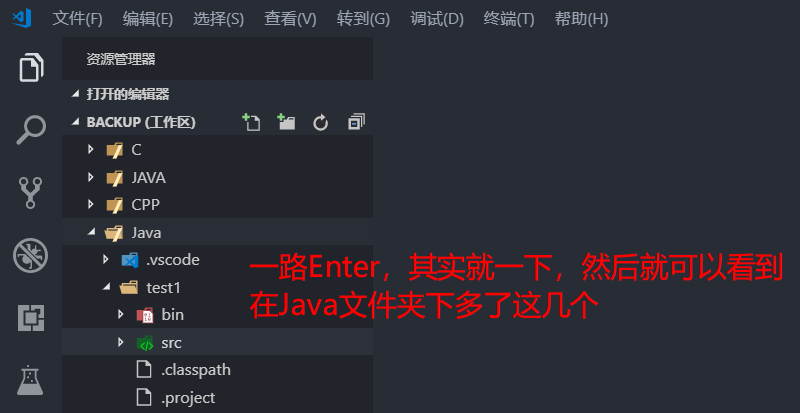 文件(F) 编辑(E) 选择(S) 查看(V) 转到(G) 调试(D) 终端(T) 帮助(H)
资源管理器
打开的编辑器
BACKUP (工作区)
C
JAVA
CPP
Java
.vscode
test1
bin
src
.classpath
.project
一路Enter，其实就一下，然后就可以看到
在Java文件夹下多了这几个